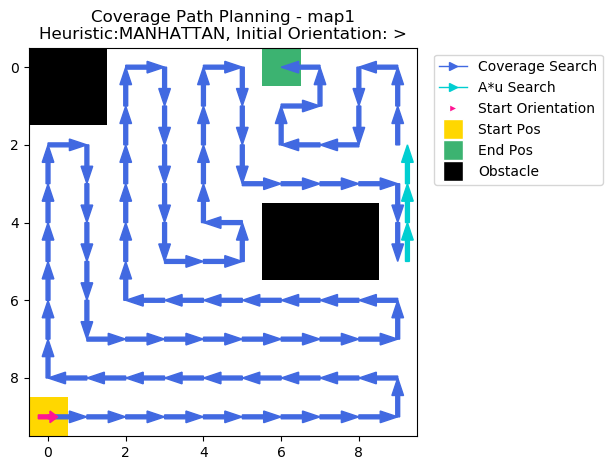 Coverage Path Planning - map1
Heuristic:MANHATTAN, Initial Orientation: >
Coverage Search
A*u Search
Start Orientation
Start Pos
End Pos
Obstacle
0
2
4
6
8
0 2 4 6 8